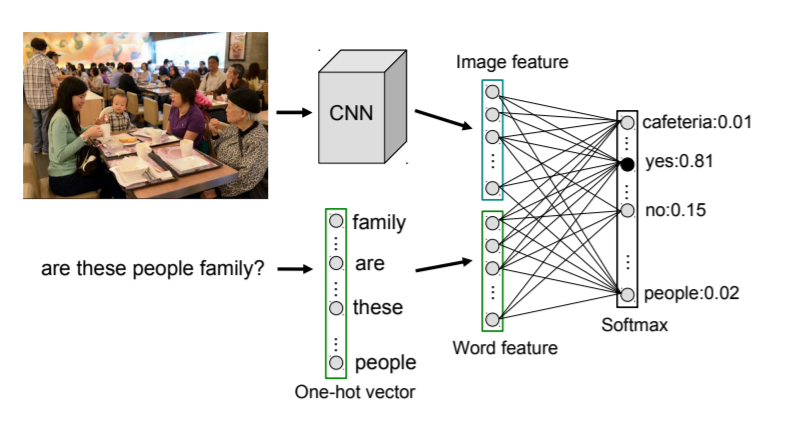 Image feature
CNN
cafeteria:0.01
yes:0.81
no:0.15
people:0.02
Softmax
are these people family?
family
are
these
people
One-hot vector
Word feature